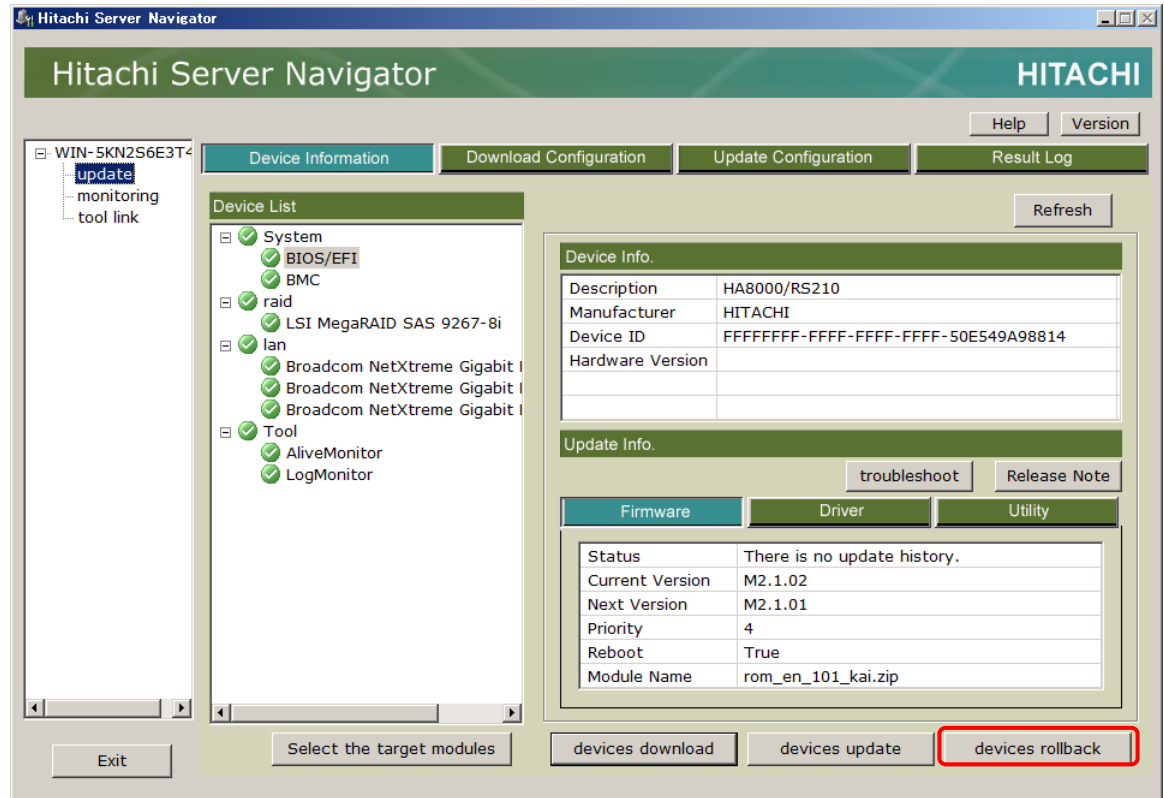 Hitachi Server Navigator
Hitachi Server Navigator
HITACHI
Help
Version
WIN-5KN2S6E3T4
update
monitoring
tool link
Device Information
Download Configuration
Update Configuration
Result Log
Device List
Refresh
System
BIOS/EFI
BMC
raid
LSI MegaRAID SAS 9267-8i
lan
Broadcom NetXtreme Gigabit
Broadcom NetXtreme Gigabit
Broadcom NetXtreme Gigabit
Tool
AliveMonitor
LogMonitor
Device Info.
Description HA8000/RS210
Manufacturer HITACHI
Device ID FFFFFFFF-FFFF-FFFF-FFFF-50E549A98814
Hardware Version
Update Info.
troubleshoot
Release Note
Firmware
Driver
Utility
Status There is no update history.
Current Version M2.1.02
Next Version M2.1.01
Priority 4
Reboot True
Module Name rom_en_101_kai.zip
Exit
Select the target modules
devices download
devices update
devices rollback